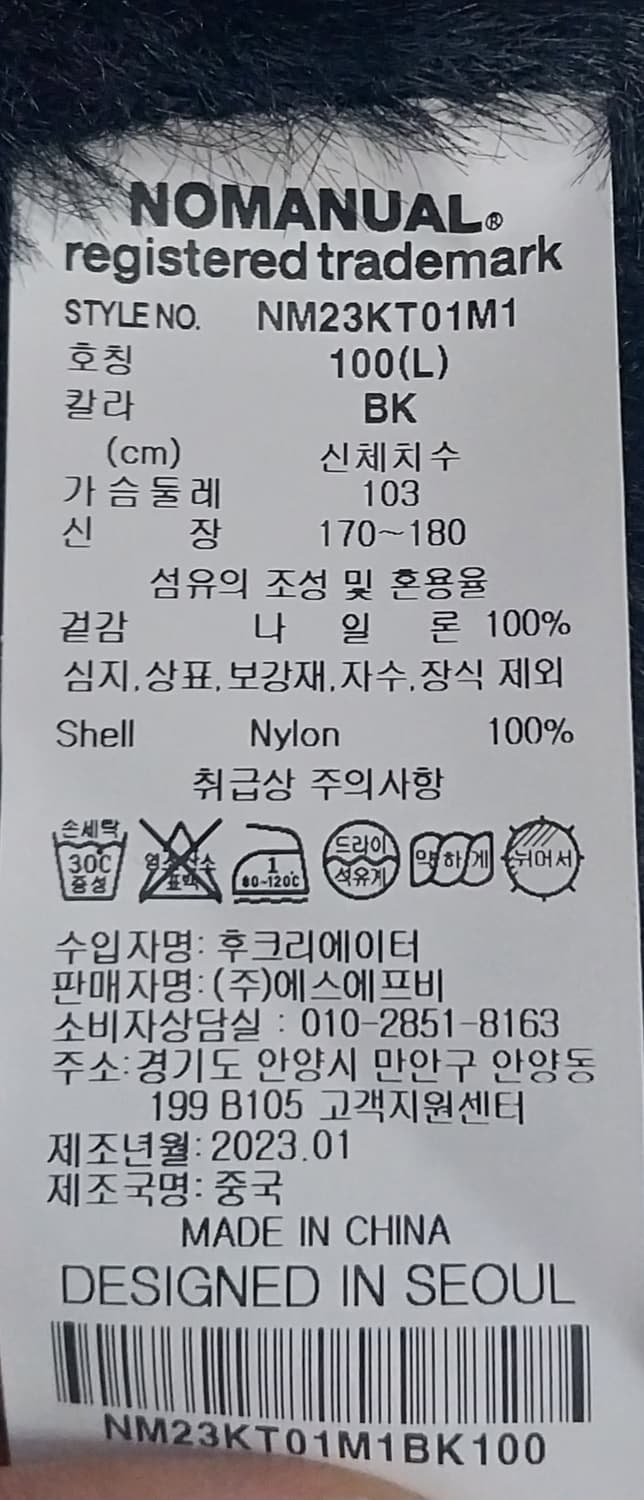 NOMANUAL®
registered trademark
STYLE NO. NM23KT01M1
호칭 100(L)
칼라 BK
(cm) 신체치수
가슴둘레 103
신 장 170~180
섬유의 조성 및 혼용율
겉감 나 일 론 100%
심지,상표,보강재,자수,장식 제외
Shell Nylon 100%
취급상 주의사항
손세탁
30℃
중성
염소산소
표백
1
80~120℃
드라이
석유계
약하게
뉘어서
수입자명: 후크리에이터
판매자명:(주)에스에프비
소비자상담실 : 010-2851-8163
주소:경기도 안양시 만안구 안양동
199 B105 고객지원센터
제조년월:2023.01
제조국명: 중국
MADE IN CHINA
DESIGNED IN SEOUL
NM23KT01M1BK100